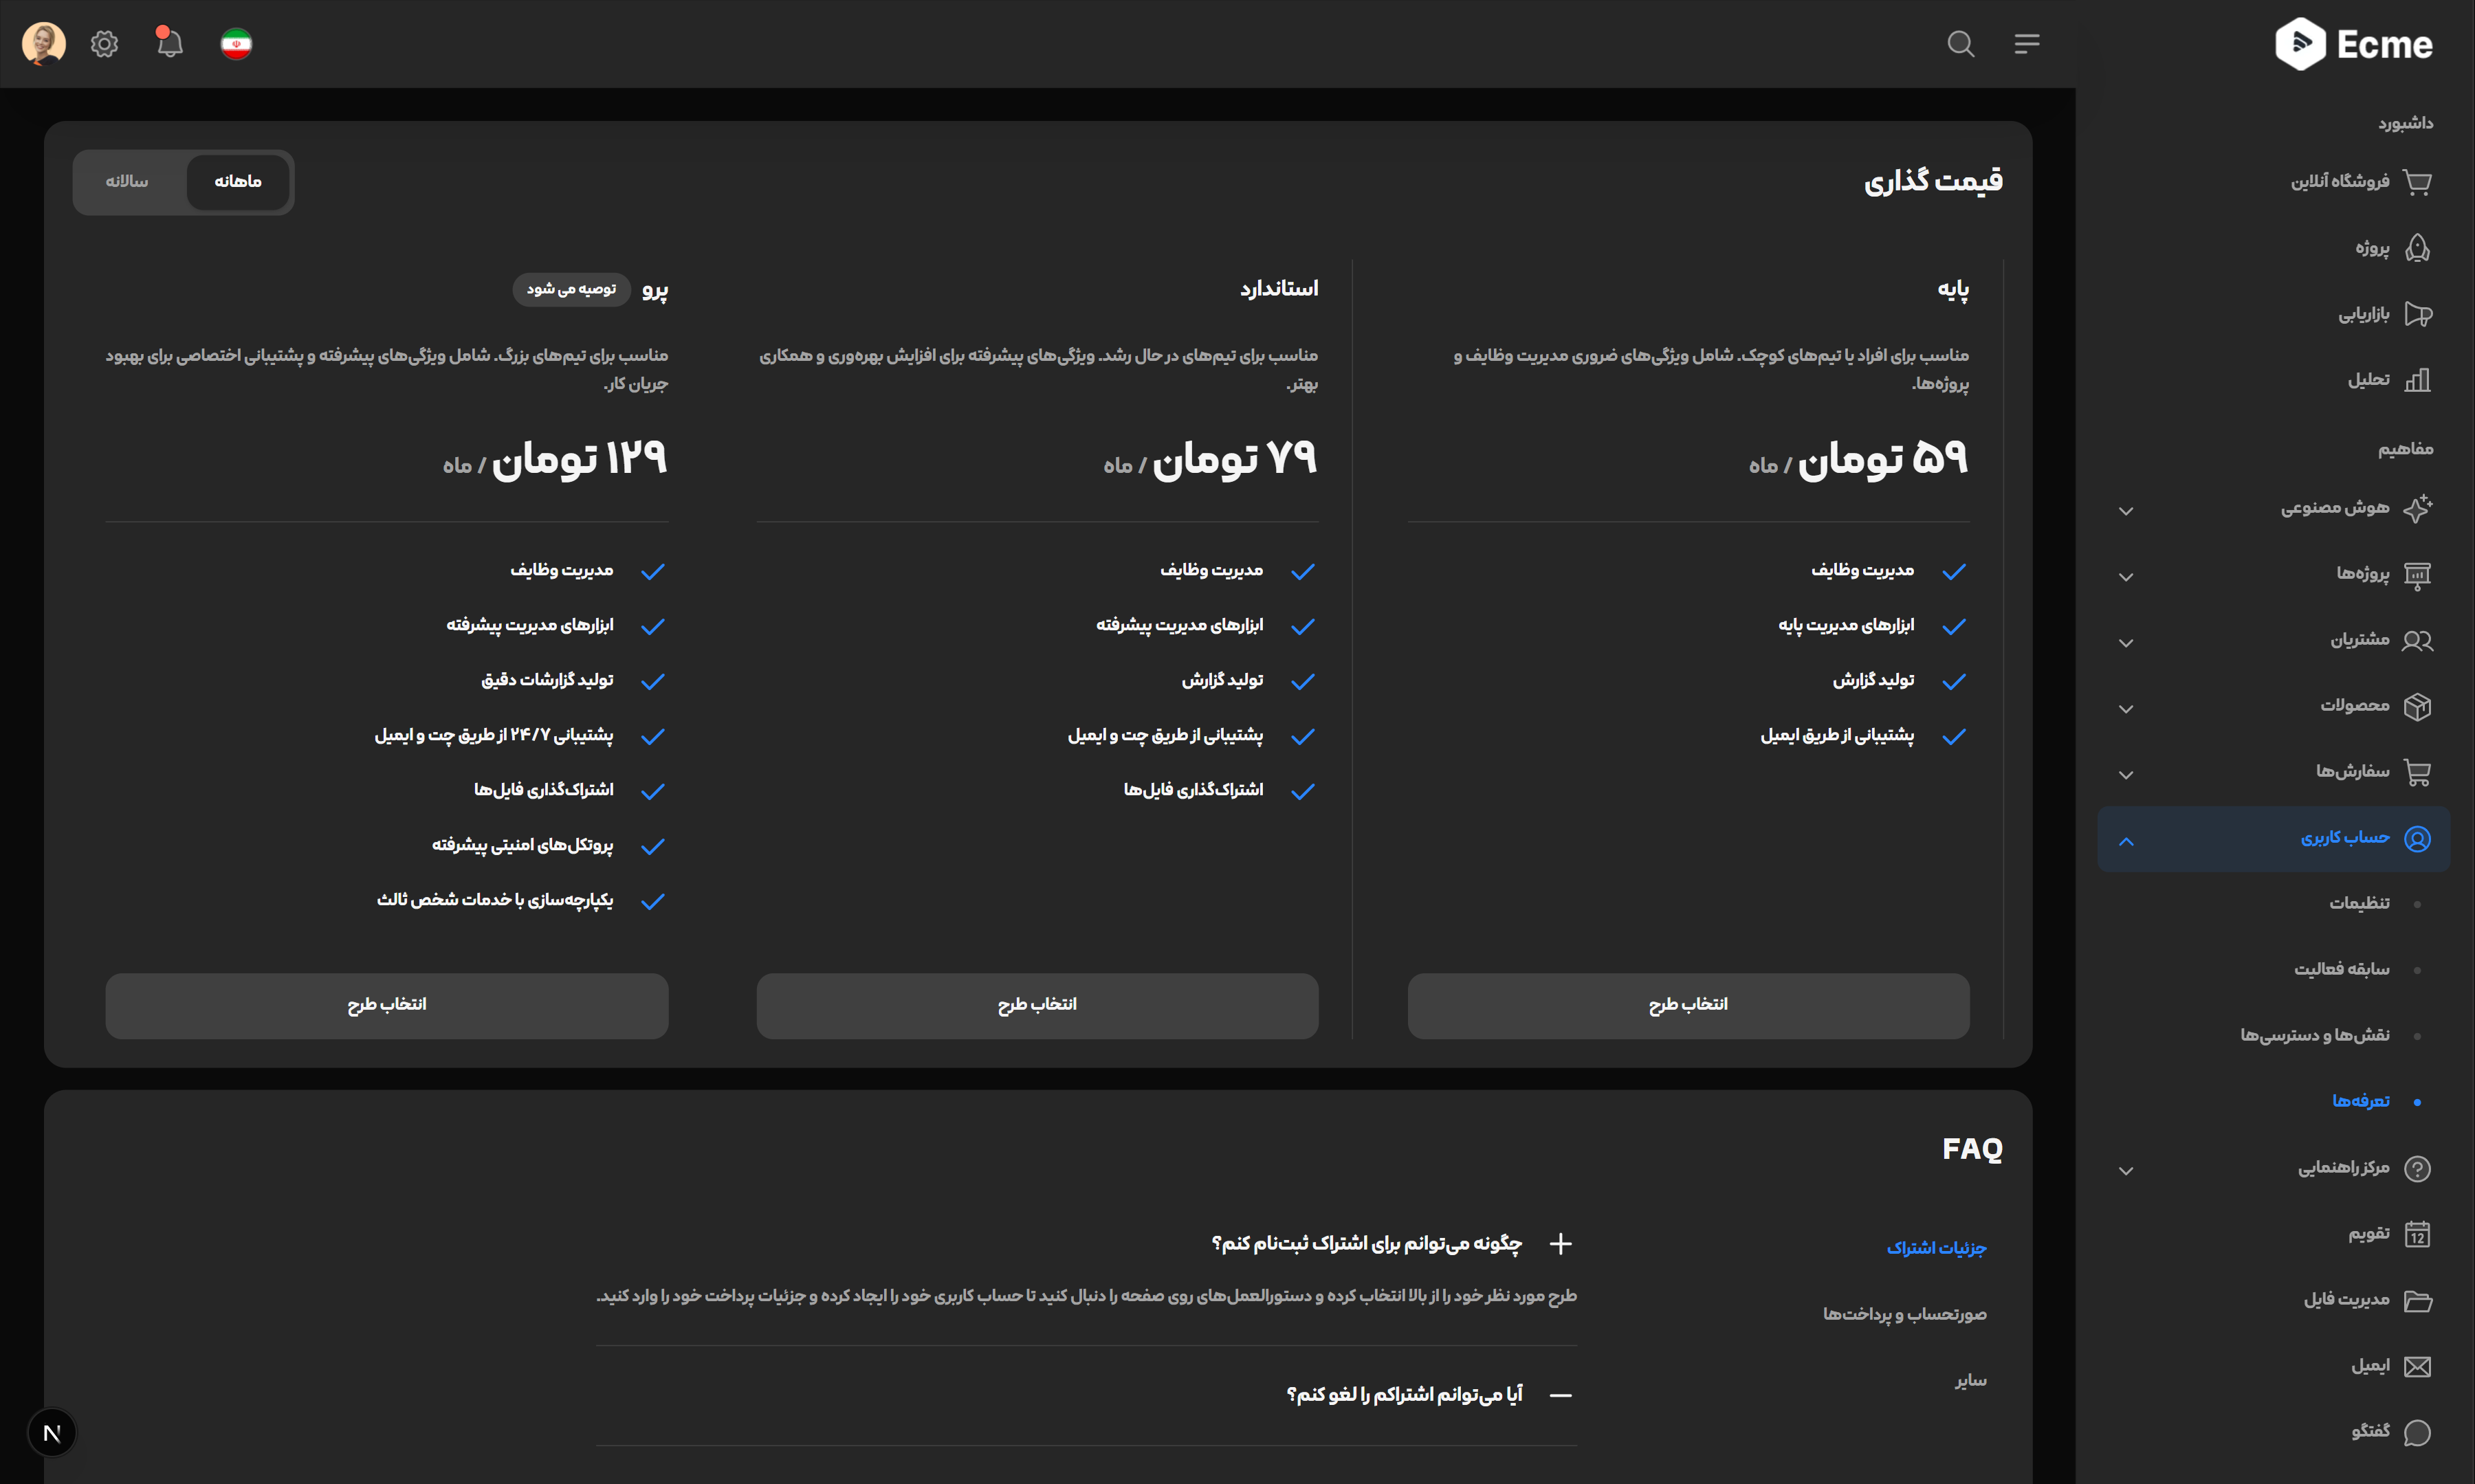 Ecme
داشبورد
فروشگاه آنلاین
پروژه
بازاریابی
تحلیل
مفاهیم
هوش مصنوعی
پروژه‌ها
مشتریان
محصولات
سفارش‌ها
حساب کاربری
تنظیمات
سابقه فعالیت
نقش‌ها و دسترسی‌ها
تعرفه‌ها
مرکز راهنمایی
تقویم
12
مدیریت فایل
ایمیل
گفتگو
قیمت گذاری
ماهانه
سالانه
پایه
مناسب برای افراد یا تیم‌های کوچک. شامل ویژگی‌های ضروری مدیریت وظایف و
پروژه‌ها.
۵۹ تومان / ماه
مدیریت وظایف
ابزارهای مدیریت پایه
تولید گزارش
پشتیبانی از طریق ایمیل
انتخاب طرح
استاندارد
مناسب برای تیم‌های در حال رشد. ویژگی‌های پیشرفته برای افزایش بهره‌وری و همکاری
بهتر.
۷۹ تومان / ماه
مدیریت وظایف
ابزارهای مدیریت پیشرفته
تولید گزارش
پشتیبانی از طریق چت و ایمیل
اشتراک‌گذاری فایل‌ها
انتخاب طرح
پرو توصیه می شود
مناسب برای تیم‌های بزرگ. شامل ویژگی‌های پیشرفته و پشتیبانی اختصاصی برای بهبود
جریان کار.
۱۲۹ تومان / ماه
مدیریت وظایف
ابزارهای مدیریت پیشرفته
تولید گزارشات دقیق
پشتیبانی ۲۴/۷ از طریق چت و ایمیل
اشتراک‌گذاری فایل‌ها
پروتکل‌های امنیتی پیشرفته
یکپارچه‌سازی با خدمات شخص ثالث
انتخاب طرح
FAQ
جزئیات اشتراک
صورتحساب و پرداخت‌ها
سایر
چگونه می‌توانم برای اشتراک ثبت‌نام کنم؟
طرح مورد نظر خود را از بالا انتخاب کرده و دستورالعمل‌های روی صفحه را دنبال کنید تا حساب کاربری خود را ایجاد کرده و جزئیات پرداخت خود را وارد کنید.
آیا می‌توانم اشتراکم را لغو کنم؟
N